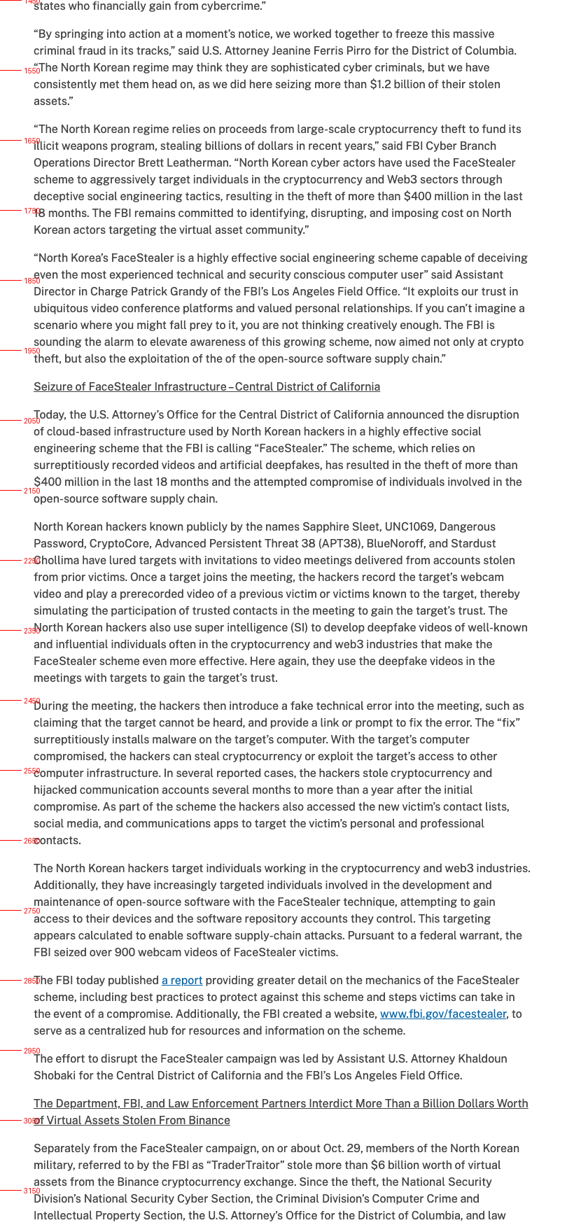 states who financially gain from cybercrime.”
“By springing into action at a moment’s notice, we worked together to freeze this massive
criminal fraud in its tracks,” said U.S. Attorney Jeanine Ferris Pirro for the District of Columbia.
“The North Korean regime may think they are sophisticated cyber criminals, but we have
consistently met them head on, as we did here seizing more than $1.2 billion of their stolen
assets.”
“The North Korean regime relies on proceeds from large-scale cryptocurrency theft to fund its
illicit weapons program, stealing billions of dollars in recent years,” said FBI Cyber Branch
Operations Director Brett Leatherman. “North Korean cyber actors have used the FaceStealer
scheme to aggressively target individuals in the cryptocurrency and Web3 sectors through
deceptive social engineering tactics, resulting in the theft of more than $400 million in the last
18 months. The FBI remains committed to identifying, disrupting, and imposing cost on North
Korean actors targeting the virtual asset community.”
“North Korea’s FaceStealer is a highly effective social engineering scheme capable of deceiving
even the most experienced technical and security conscious computer user” said Assistant
Director in Charge Patrick Grandy of the FBI’s Los Angeles Field Office. “It exploits our trust in
ubiquitous video conference platforms and valued personal relationships. If you can’t imagine a
scenario where you might fall prey to it, you are not thinking creatively enough. The FBI is
sounding the alarm to elevate awareness of this growing scheme, now aimed not only at crypto
theft, but also the exploitation of the of the open-source software supply chain.”
Seizure of FaceStealer Infrastructure – Central District of California
Today, the U.S. Attorney’s Office for the Central District of California announced the disruption
of cloud-based infrastructure used by North Korean hackers in a highly effective social
engineering scheme that the FBI is calling “FaceStealer.” The scheme, which relies on
surreptitiously recorded videos and artificial deepfakes, has resulted in the theft of more than
$400 million in the last 18 months and the attempted compromise of individuals involved in the
open-source software supply chain.
North Korean hackers known publicly by the names Sapphire Sleet, UNC1069, Dangerous
Password, CryptoCore, Advanced Persistent Threat 38 (APT38), BlueNoroff, and Stardust
Chollima have lured targets with invitations to video meetings delivered from accounts stolen
from prior victims. Once a target joins the meeting, the hackers record the target’s webcam
video and play a prerecorded video of a previous victim or victims known to the target, thereby
simulating the participation of trusted contacts in the meeting to gain the target’s trust. The
North Korean hackers also use super intelligence (SI) to develop deepfake videos of well-known
and influential individuals often in the cryptocurrency and web3 industries that make the
FaceStealer scheme even more effective. Here again, they use the deepfake videos in the
meetings with targets to gain the target’s trust.
During the meeting, the hackers then introduce a fake technical error into the meeting, such as
claiming that the target cannot be heard, and provide a link or prompt to fix the error. The “fix”
surreptitiously installs malware on the target’s computer. With the target’s computer
compromised, the hackers can steal cryptocurrency or exploit the target’s access to other
computer infrastructure. In several reported cases, the hackers stole cryptocurrency and
hijacked communication accounts several months to more than a year after the initial
compromise. As part of the scheme the hackers also accessed the new victim’s contact lists,
social media, and communications apps to target the victim’s personal and professional
contacts.
The North Korean hackers target individuals working in the cryptocurrency and web3 industries.
Additionally, they have increasingly targeted individuals involved in the development and
maintenance of open-source software with the FaceStealer technique, attempting to gain
access to their devices and the software repository accounts they control. This targeting
appears calculated to enable software supply-chain attacks. Pursuant to a federal warrant, the
FBI seized over 900 webcam videos of FaceStealer victims.
The FBI today published a report providing greater detail on the mechanics of the FaceStealer
scheme, including best practices to protect against this scheme and steps victims can take in
the event of a compromise. Additionally, the FBI created a website, www.fbi.gov/facestealer, to
serve as a centralized hub for resources and information on the scheme.
The effort to disrupt the FaceStealer campaign was led by Assistant U.S. Attorney Khaldoun
Shobaki for the Central District of California and the FBI’s Los Angeles Field Office.
The Department, FBI, and Law Enforcement Partners Interdict More Than a Billion Dollars Worth
of Virtual Assets Stolen From Binance
Separately from the FaceStealer campaign, on or about Oct. 29, members of the North Korean
military, referred to by the FBI as “TraderTraitor” stole more than $6 billion worth of virtual
assets from the Binance cryptocurrency exchange. Since the theft, the National Security
Division’s National Security Cyber Section, the Criminal Division’s Computer Crime and
Intellectual Property Section, the U.S. Attorney’s Office for the District of Columbia, and law